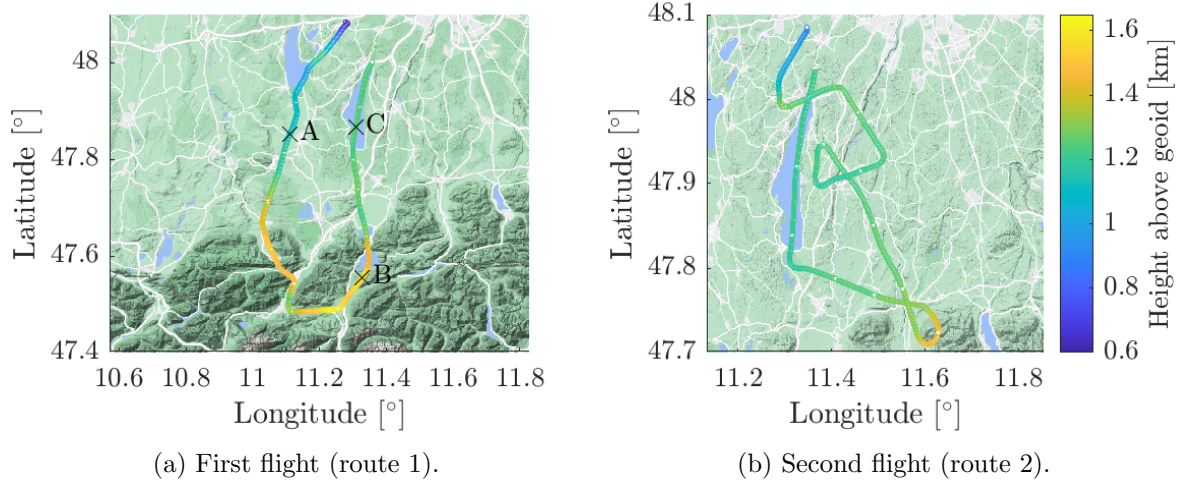 48
47.8
47.6
47.4
Latitude [°]
A
C
B
10.6 10.8 11 11.2 11.4 11.6 11.8
Longitude [°]
(a) First flight (route 1).
48.1
48
47.9
47.8
47.7
Latitude [°]
11.2 11.4 11.6 11.8
Longitude [°]
(b) Second flight (route 2).
1.6
1.4
1.2
1
0.8
0.6
Height above geoid [km]